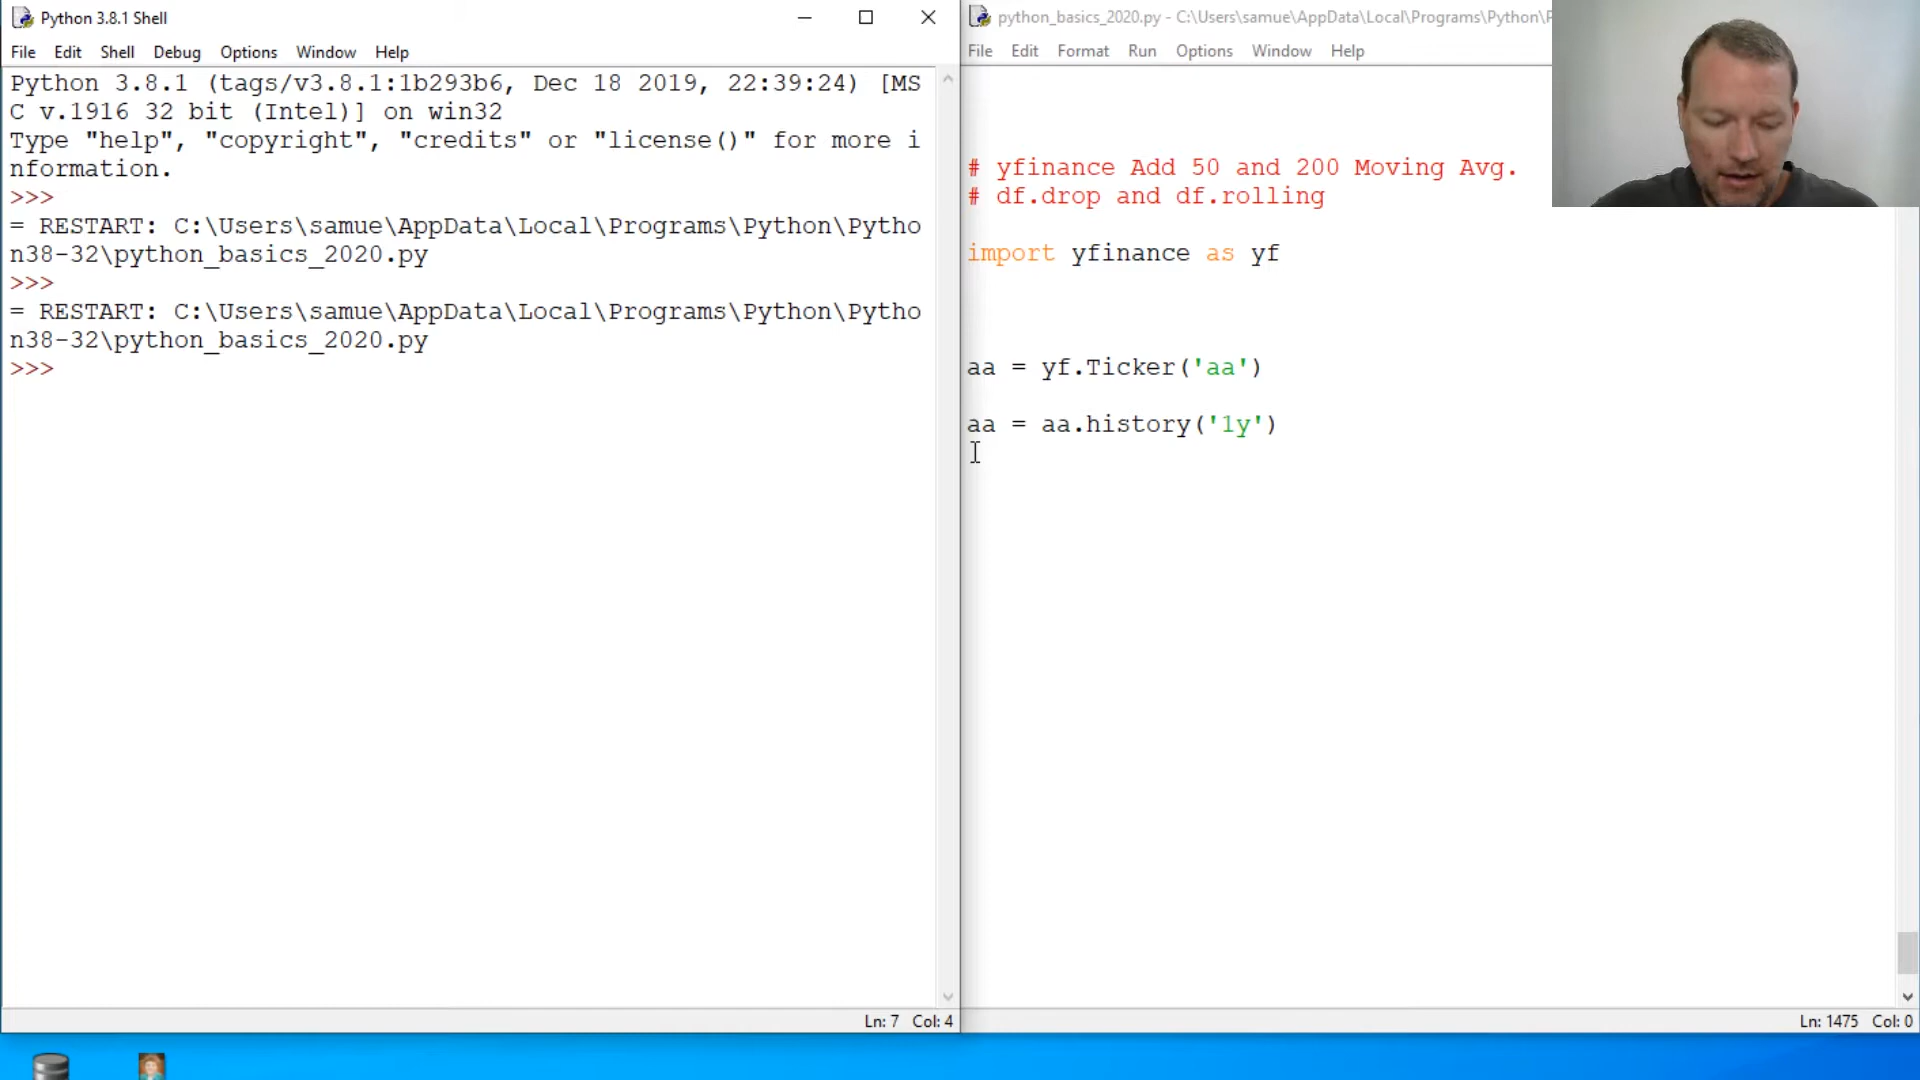 Python 3.8.1 Shell
File Edit Shell Debug Options Window Help
Python 3.8.1 (tags/v3.8.1:1b293b6, Dec 18 2019, 22:39:24) [MS
C v.1916 32 bit (Intel)] on win32
Type "help", "copyright", "credits" or "license()" for more i
nformation.
>>>
= RESTART: C:\Users\samue\AppData\Local\Programs\Python\Pytho
n38-32\python_basics_2020.py
>>>
= RESTART: C:\Users\samue\AppData\Local\Programs\Python\Pytho
n38-32\python_basics_2020.py
>>>
Ln: 7 Col: 4
python_basics_2020.py - C:\Users\samue\AppData\Local\Programs\Python\P
File Edit Format Run Options Window Help
# yfinance Add 50 and 200 Moving Avg.
# df.drop and df.rolling
import yfinance as yf
aa = yf.Ticker('aa')
aa = aa.history('1y')
Ln: 1475 Col: 0